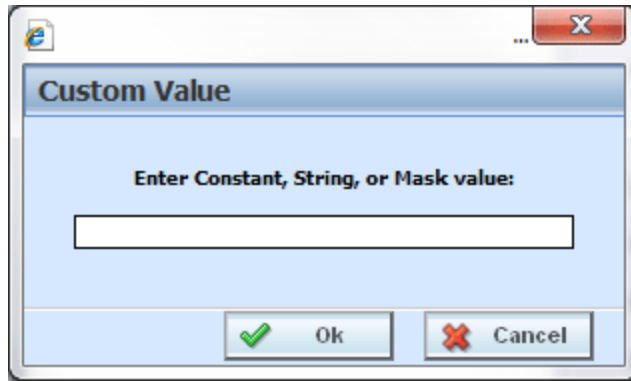 ...
Custom Value
Enter Constant, String, or Mask value:
Ok
Cancel